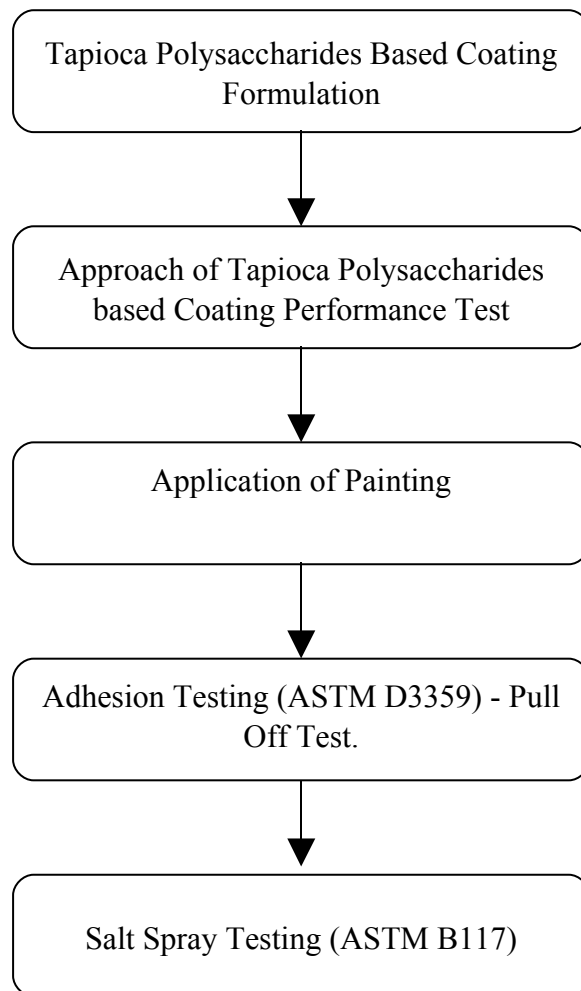 Tapioca Polysaccharides Based Coating
Formulation
Approach of Tapioca Polysaccharides
based Coating Performance Test
Application of Painting
Adhesion Testing (ASTM D3359) - Pull
Off Test.
Salt Spray Testing (ASTM B117)